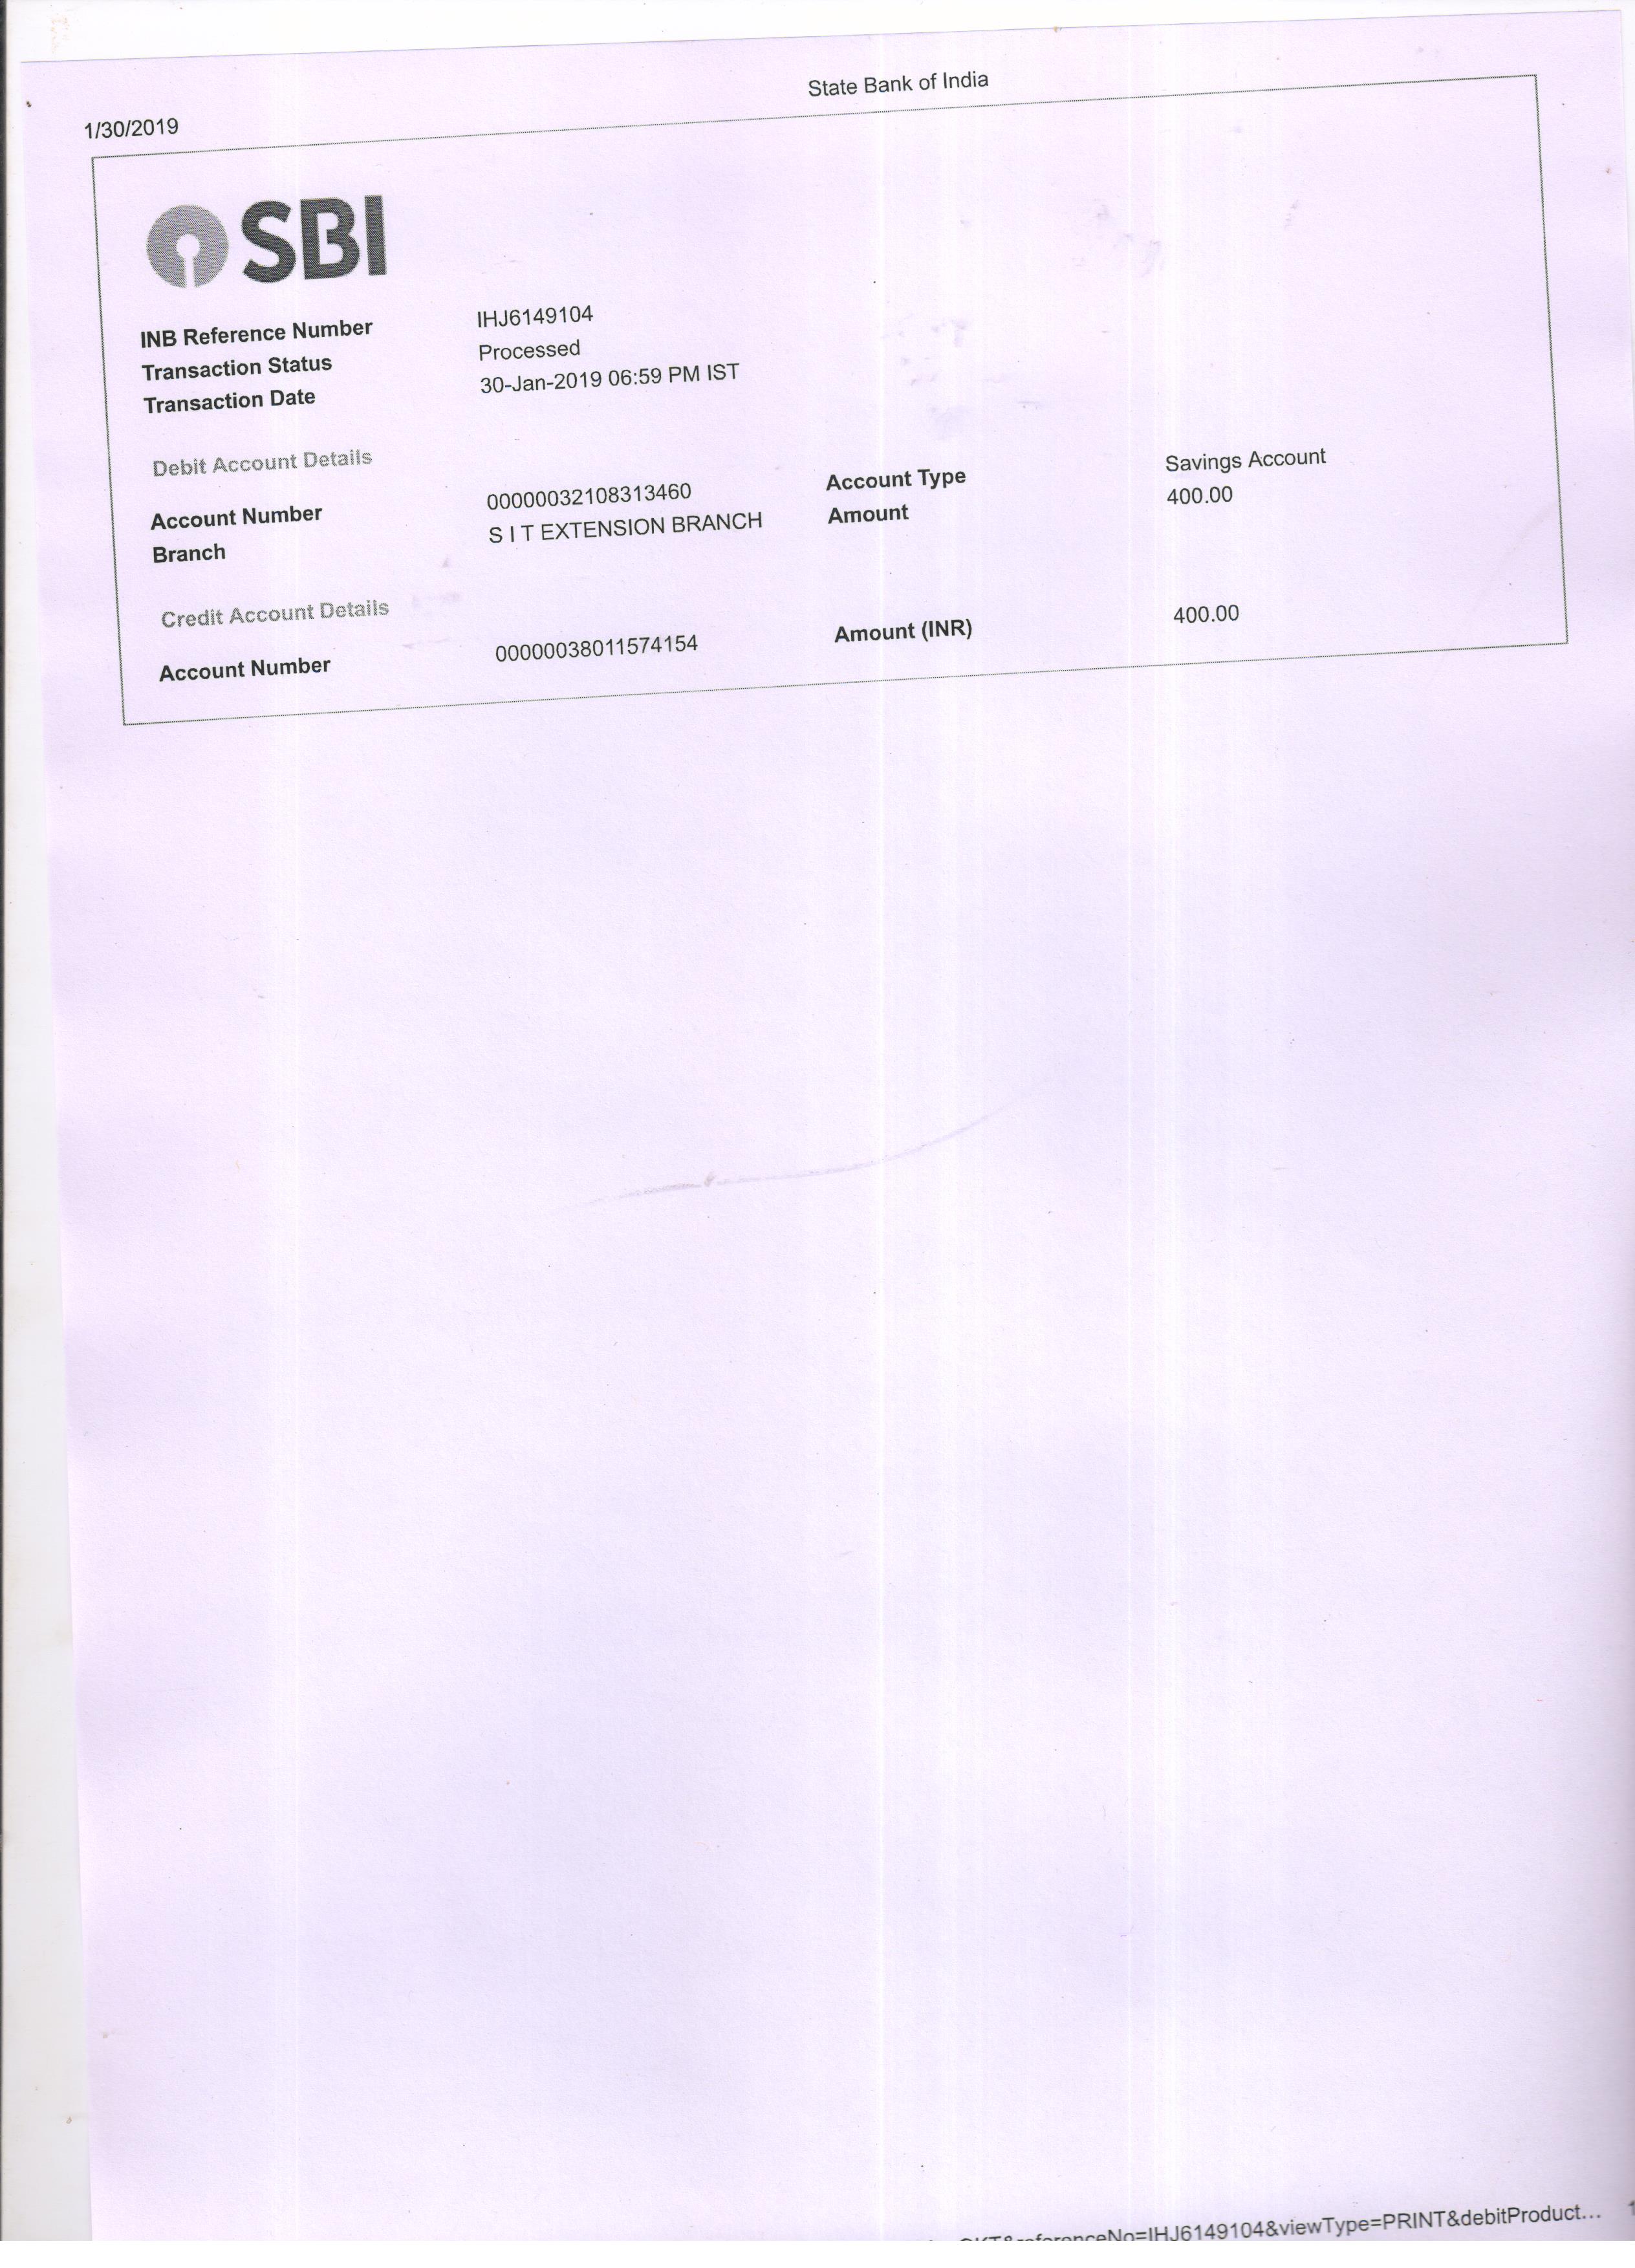 State Bank of India
1/30/2019
SBI
INB Reference Number IHJ6149104
Transaction Status Processed
Transaction Date 30-Jan-2019 06:59 PM IST
Debit Account Details
Account Number 00000032108313460 Account Type Savings Account
Branch S I T EXTENSION BRANCH Amount 400.00
Credit Account Details
Account Number 00000038011574154 Amount (INR) 400.00
referenceNo=IHJ6149104&viewType=PRINT&debitProduct...